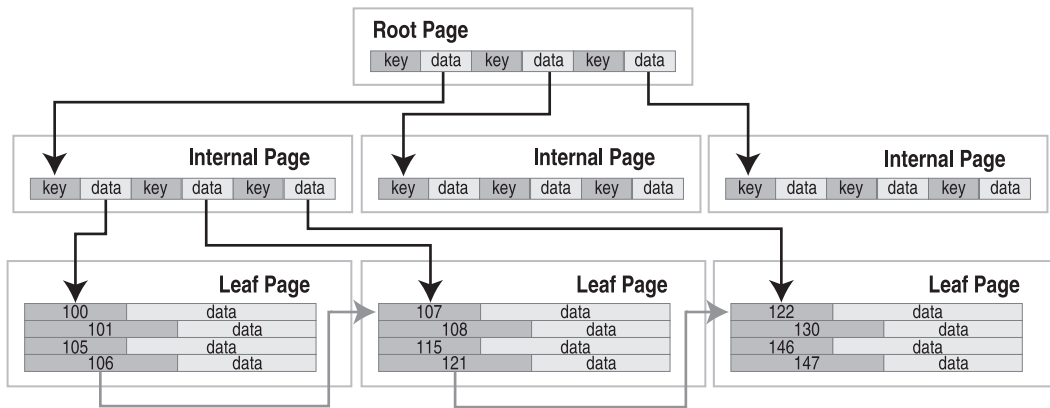 Root Page
key data key data key data
Internal Page
key data key data key data
Internal Page
key data key data key data
Internal Page
key data key data key data
Leaf Page
100 data
101 data
105 data
106 data
Leaf Page
107 data
108 data
115 data
121 data
Leaf Page
122 data
130 data
146 data
147 data